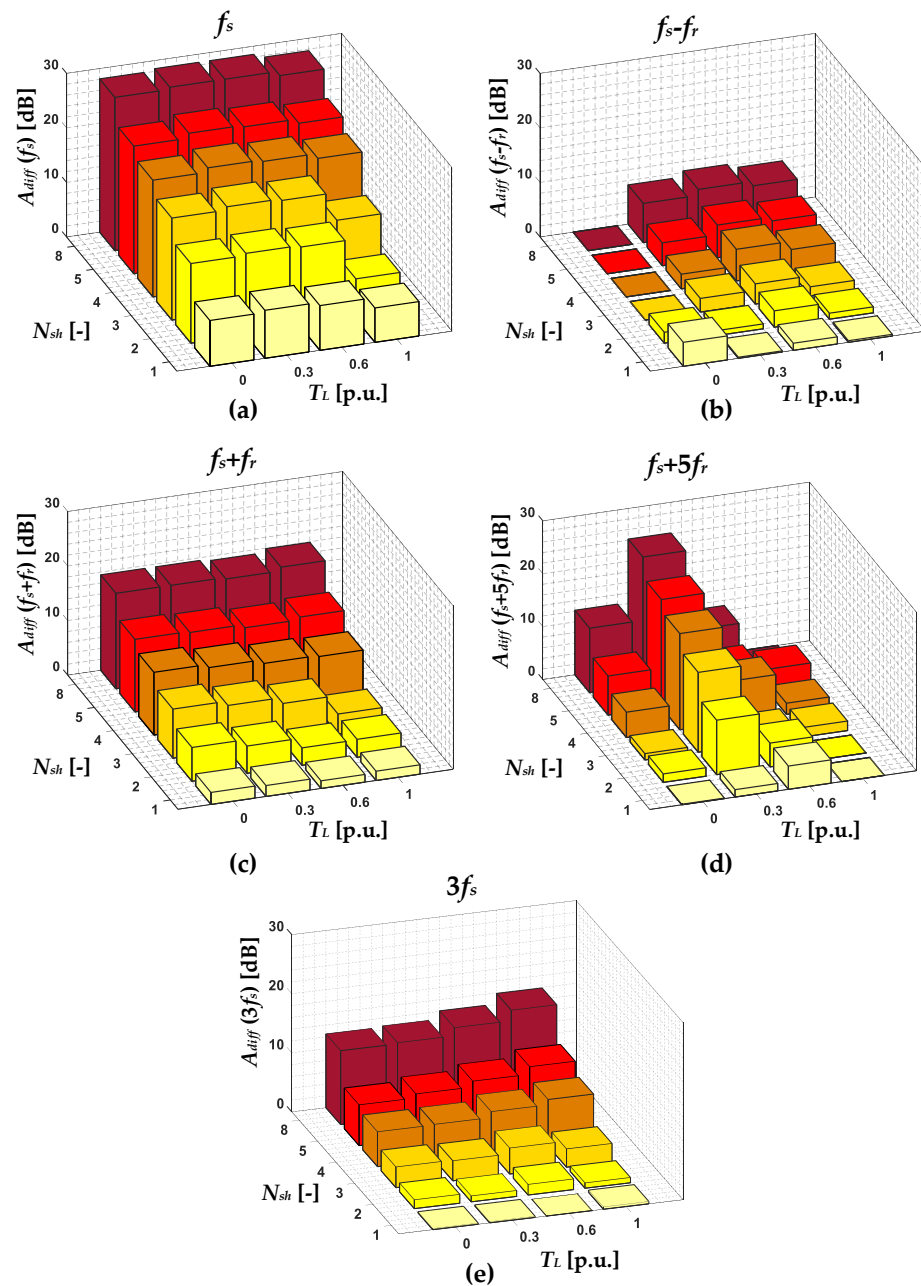 fs
30
20
10
0
Adiff (fs) [dB]
8
5
4
3
2
1
Nsh [-]
0
0.3
0.6
1
TL [p.u.]
(a)
fs-fr
30
20
10
0
Adiff (fs-fr) [dB]
8
5
4
3
2
1
Nsh [-]
0
0.3
0.6
1
TL [p.u.]
(b)
fs+fr
30
20
10
0
Adiff (fs+fr) [dB]
8
5
4
3
2
1
Nsh [-]
0
0.3
0.6
1
TL [p.u.]
(c)
fs+5fr
30
20
10
0
Adiff (fs+5fr) [dB]
8
5
4
3
2
1
Nsh [-]
0
0.3
0.6
1
TL [p.u.]
(d)
3fs
30
20
10
0
Adiff (3fs) [dB]
8
5
4
3
2
1
Nsh [-]
0
0.3
0.6
1
TL [p.u.]
(e)